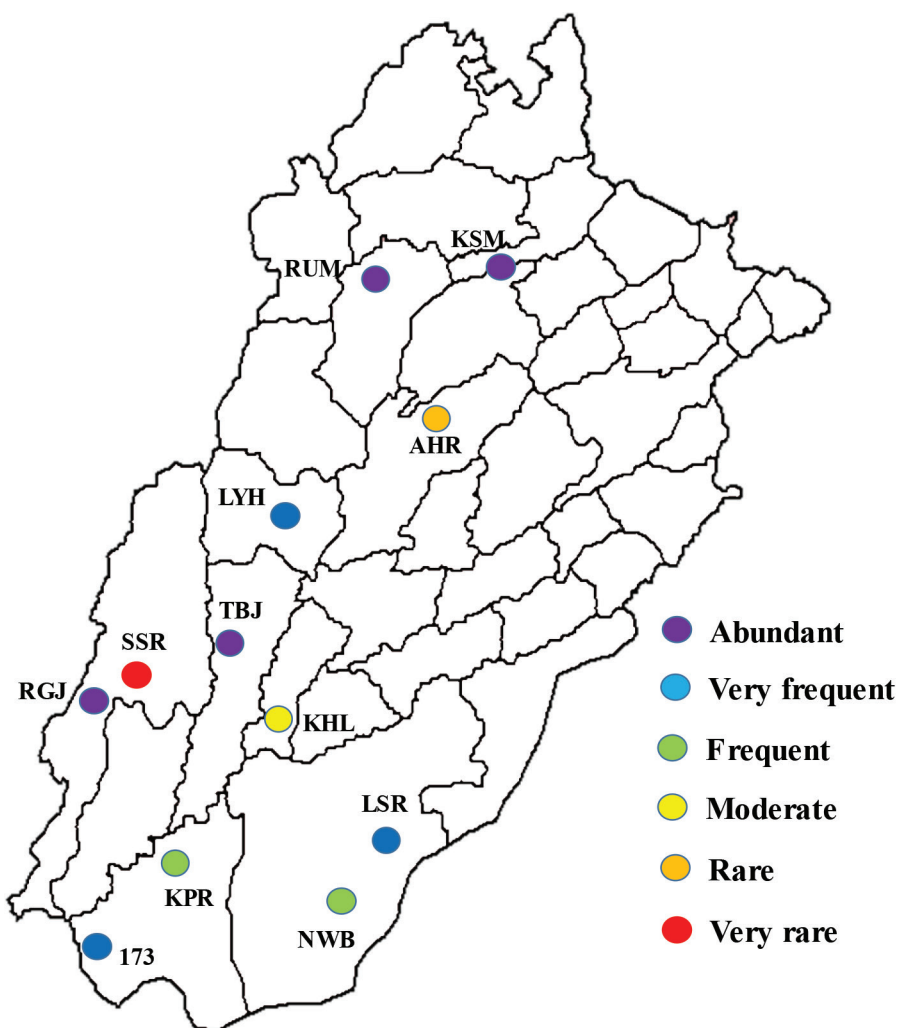 KSM
RUM
AHR
LYH
TBJ
SSR
RGJ
KHL
LSR
KPR
NWB
173
Abundant
Very frequent
Frequent
Moderate
Rare
Very rare